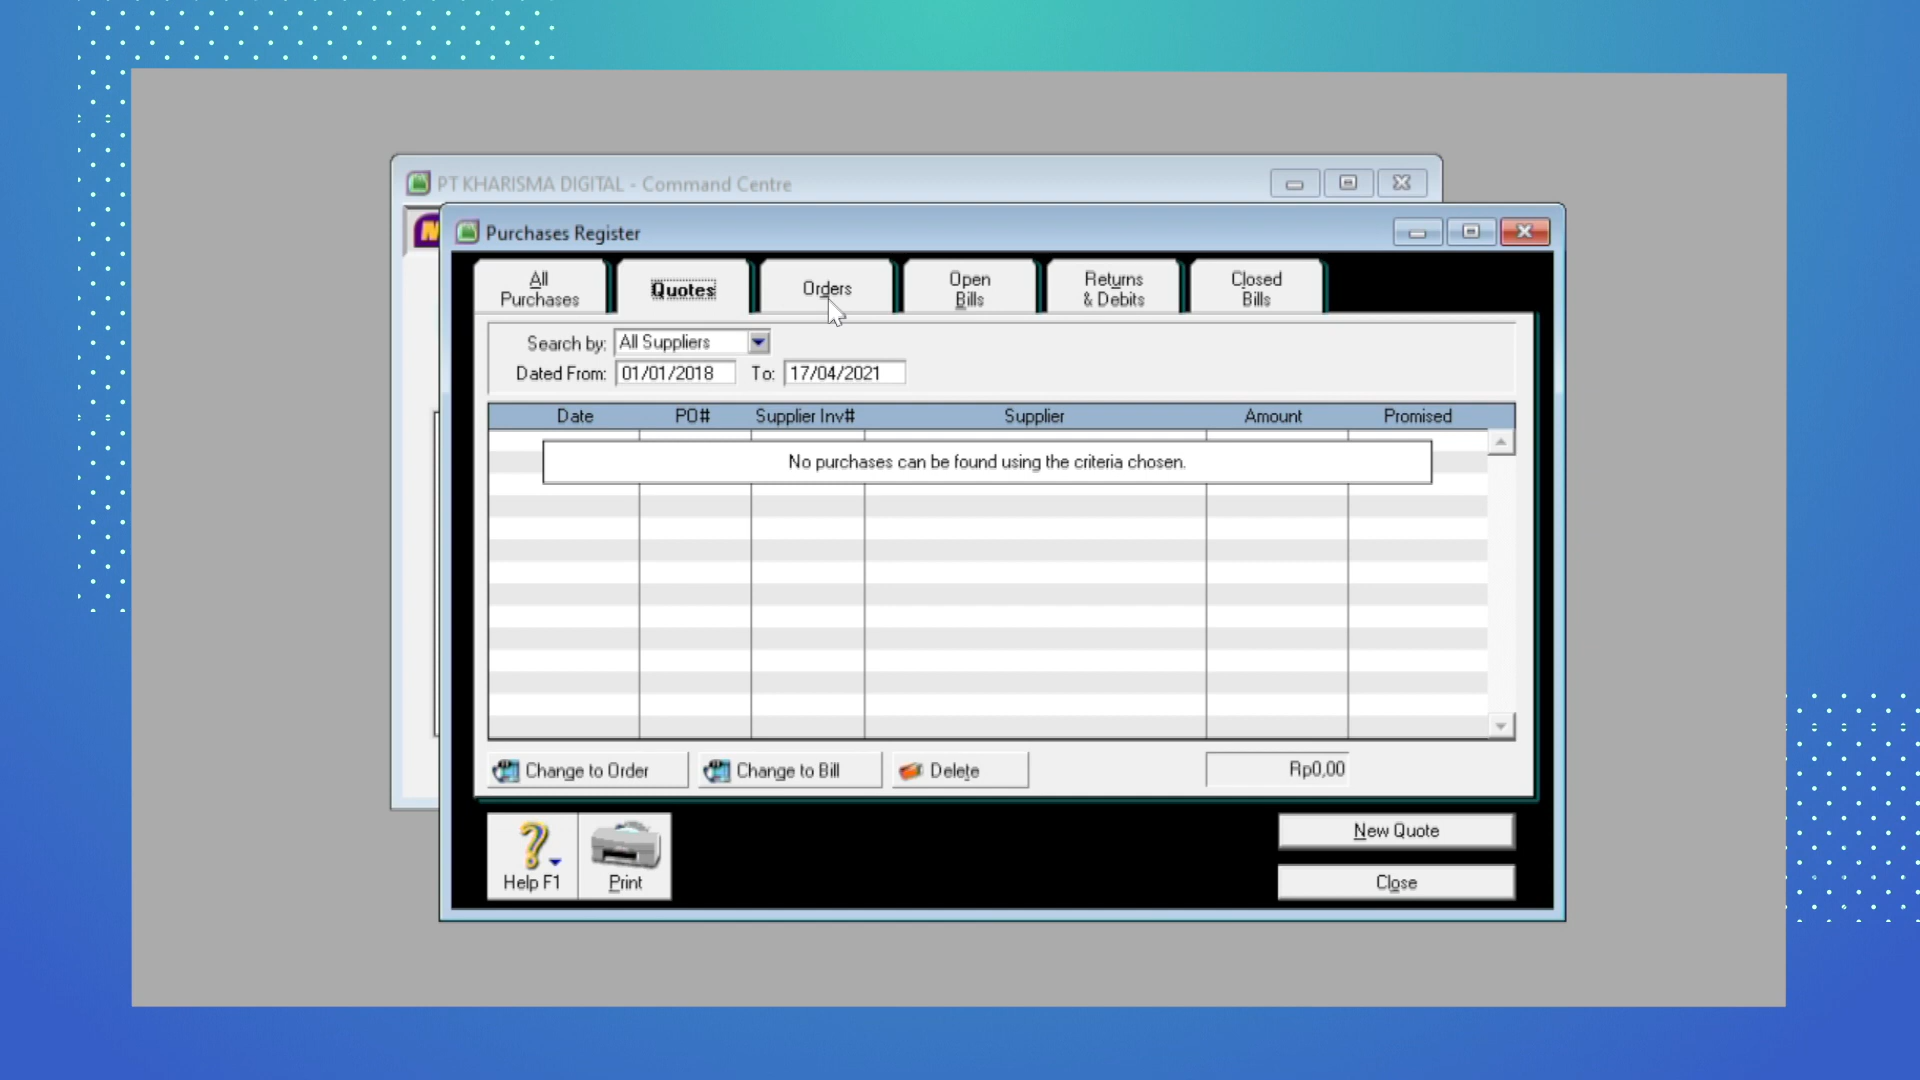 PT KHARISMA DIGITAL - Command Centre
Purchases Register
All
Purchases
Quotes
Orders
Open
Bills
Returns
& Debits
Closed
Bills
Search by: All Suppliers
Dated From: 01/01/2018 To: 17/04/2021
Date PO# Supplier Inv# Supplier Amount Promised
No purchases can be found using the criteria chosen.
Change to Order Change to Bill Delete Rp0,00
Help F1 Print
New Quote
Close